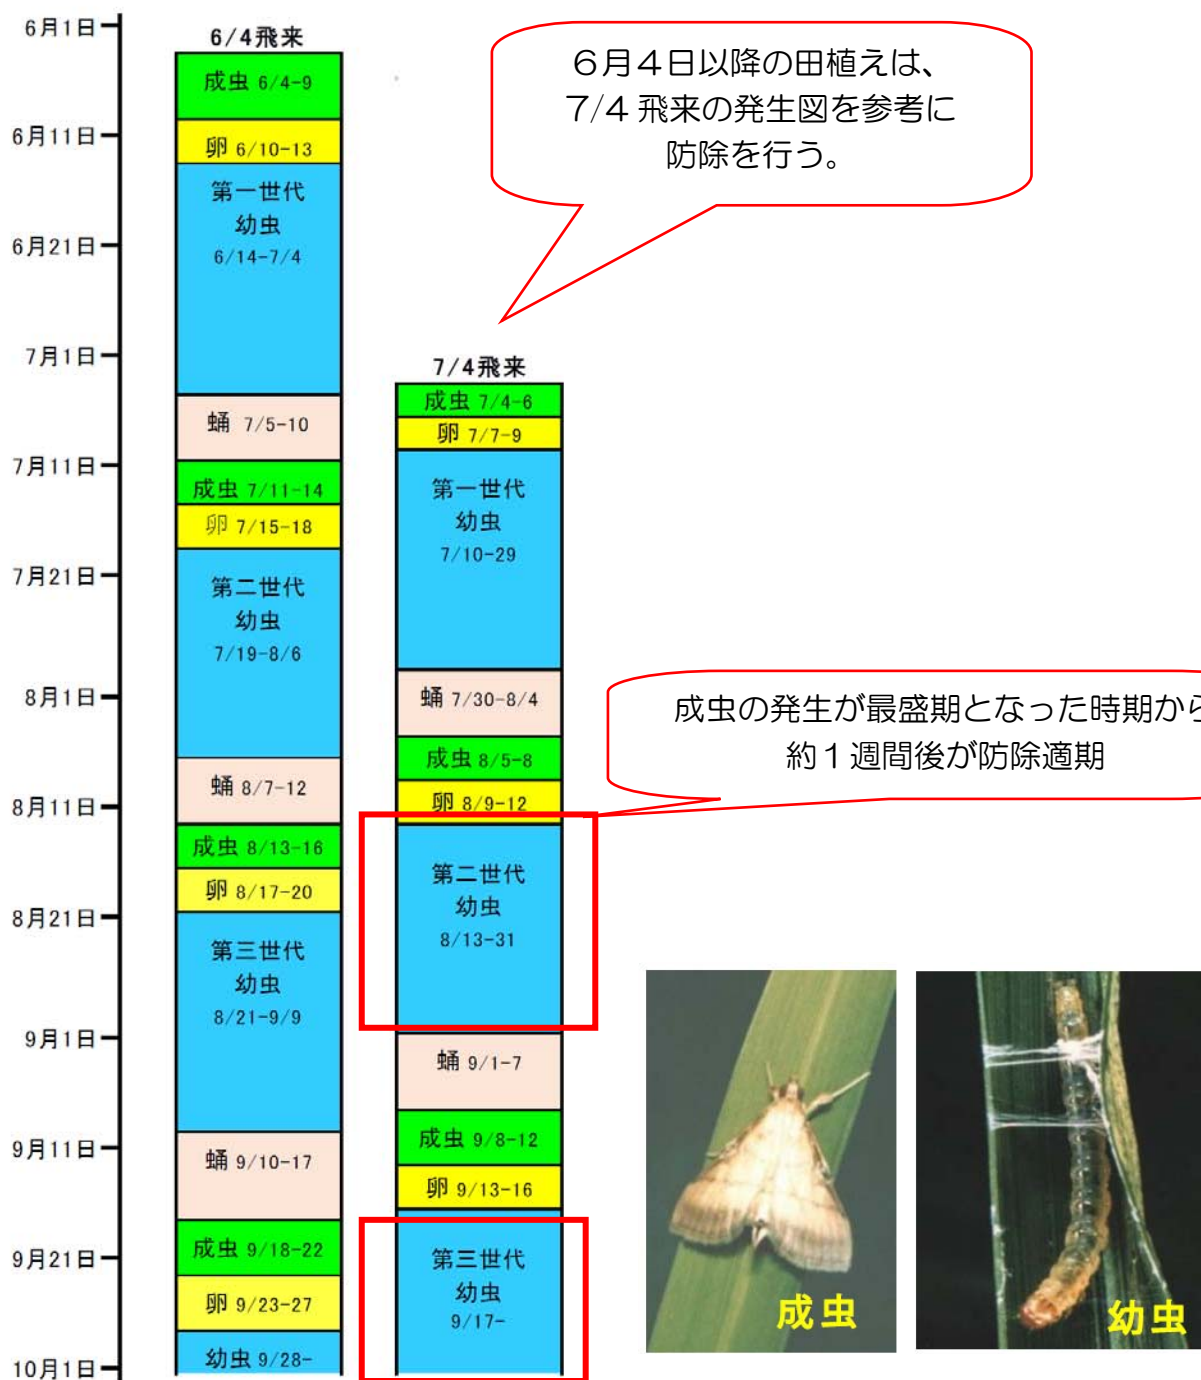 6月1日
6月11日
6月21日
7月1日
7月11日
7月21日
8月1日
8月11日
8月21日
9月1日
9月11日
9月21日
10月1日
6/4飛来
成虫 6/4-9
卵 6/10-13
第一世代
幼虫
6/14-7/4
蛹 7/5-10
成虫 7/11-14
卵 7/15-18
第二世代
幼虫
7/19-8/6
蛹 8/7-12
成虫 8/13-16
卵 8/17-20
第三世代
幼虫
8/21-9/9
蛹 9/10-17
成虫 9/18-22
卵 9/23-27
幼虫 9/28-
7/4飛来
成虫 7/4-6
卵 7/7-9
第一世代
幼虫
7/10-29
蛹 7/30-8/4
成虫 8/5-8
卵 8/9-12
第二世代
幼虫
8/13-31
蛹 9/1-7
成虫 9/8-12
卵 9/13-16
第三世代
幼虫
9/17-
６月４日以降の田植えは、
7/4 飛来の発生図を参考に
防除を行う。
成虫の発生が最盛期となった時期から
約１週間後が防除適期
成虫
幼虫